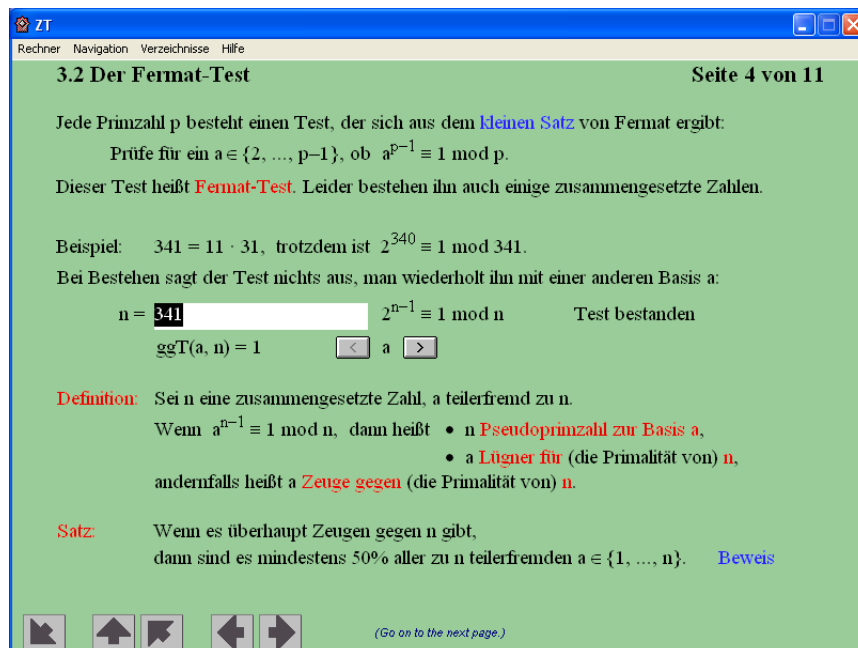 ZT
Rechner Navigation Verzeichnisse Hilfe
3.2 Der Fermat-Test Seite 4 von 11
Jede Primzahl p besteht einen Test, der sich aus dem kleinen Satz von Fermat ergibt:
Prüfe für ein a ∈ {2, ..., p−1}, ob a^{p−1} ≡ 1 mod p.
Dieser Test heißt Fermat-Test. Leider bestehen ihn auch einige zusammengesetzte Zahlen.
Beispiel: 341 = 11 · 31, trotzdem ist 2^{340} ≡ 1 mod 341.
Bei Bestehen sagt der Test nichts aus, man wiederholt ihn mit einer anderen Basis a:
n = 341 2^{n−1} ≡ 1 mod n Test bestanden
ggT(a, n) = 1 < a >
Definition: Sei n eine zusammengesetzte Zahl, a teilerfremd zu n.
Wenn a^{n−1} ≡ 1 mod n, dann heißt • n Pseudoprimzahl zur Basis a,
• a Lügner für (die Primalität von) n,
andernfalls heißt a Zeuge gegen (die Primalität von) n.
Satz: Wenn es überhaupt Zeugen gegen n gibt,
dann sind es mindestens 50% aller zu n teilerfremden a ∈ {1, ..., n}. Beweis
(Go on to the next page.)